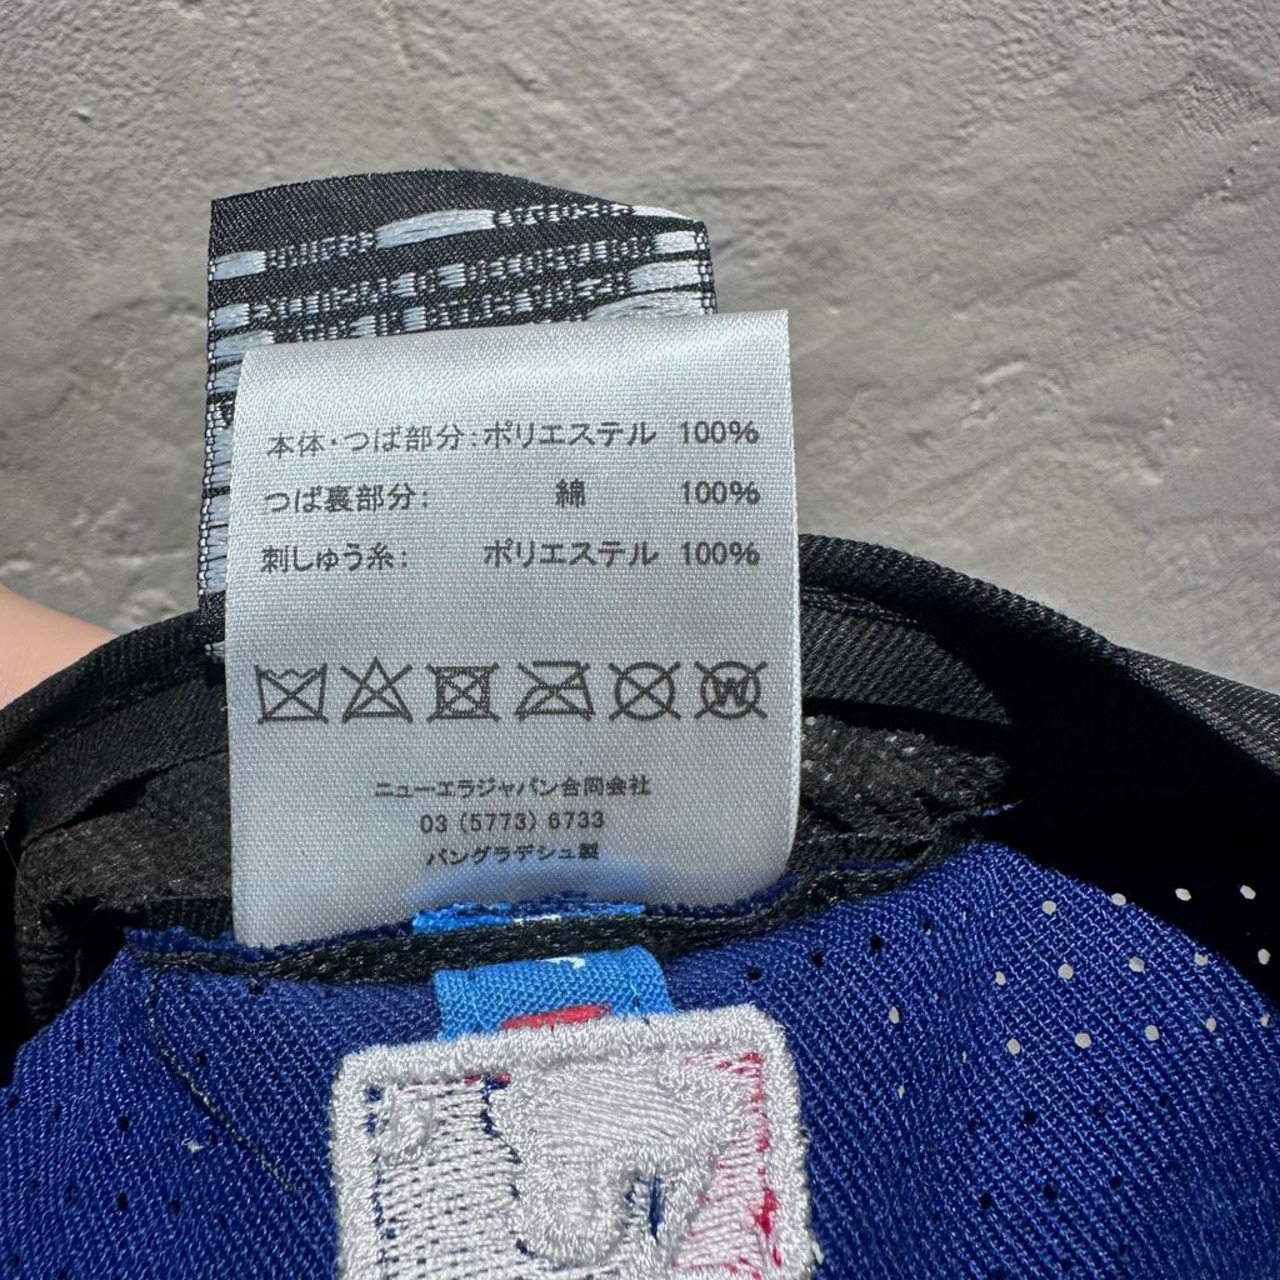 本体・つば部分:ポリエステル 100%
つば裏部分: 綿 100%
刺しゅう糸: ポリエステル 100%
W
ニューエラジャパン合同会社
03 (5773) 6733
バングラデシュ製